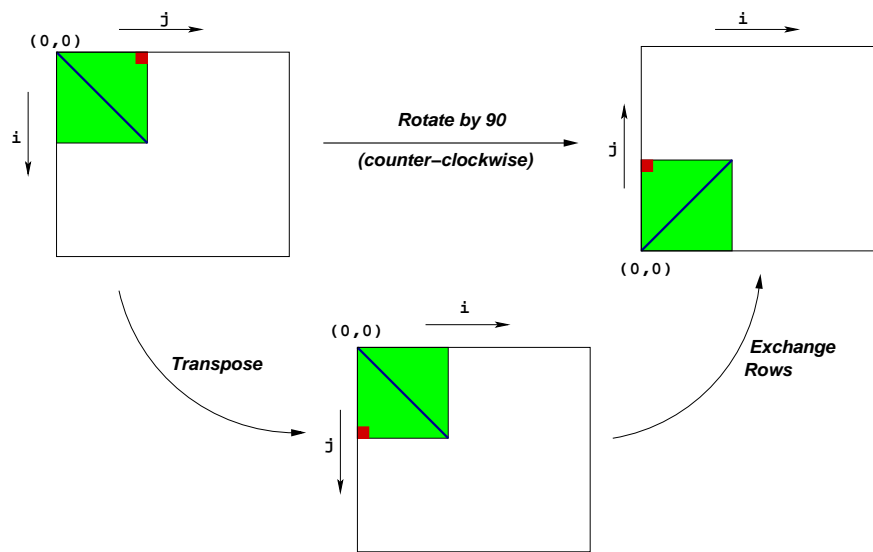 j
i
(0,0)
i
Rotate by 90
(counter−clockwise)
j
(0,0)
i
(0,0)
Transpose
Exchange
Rows
j